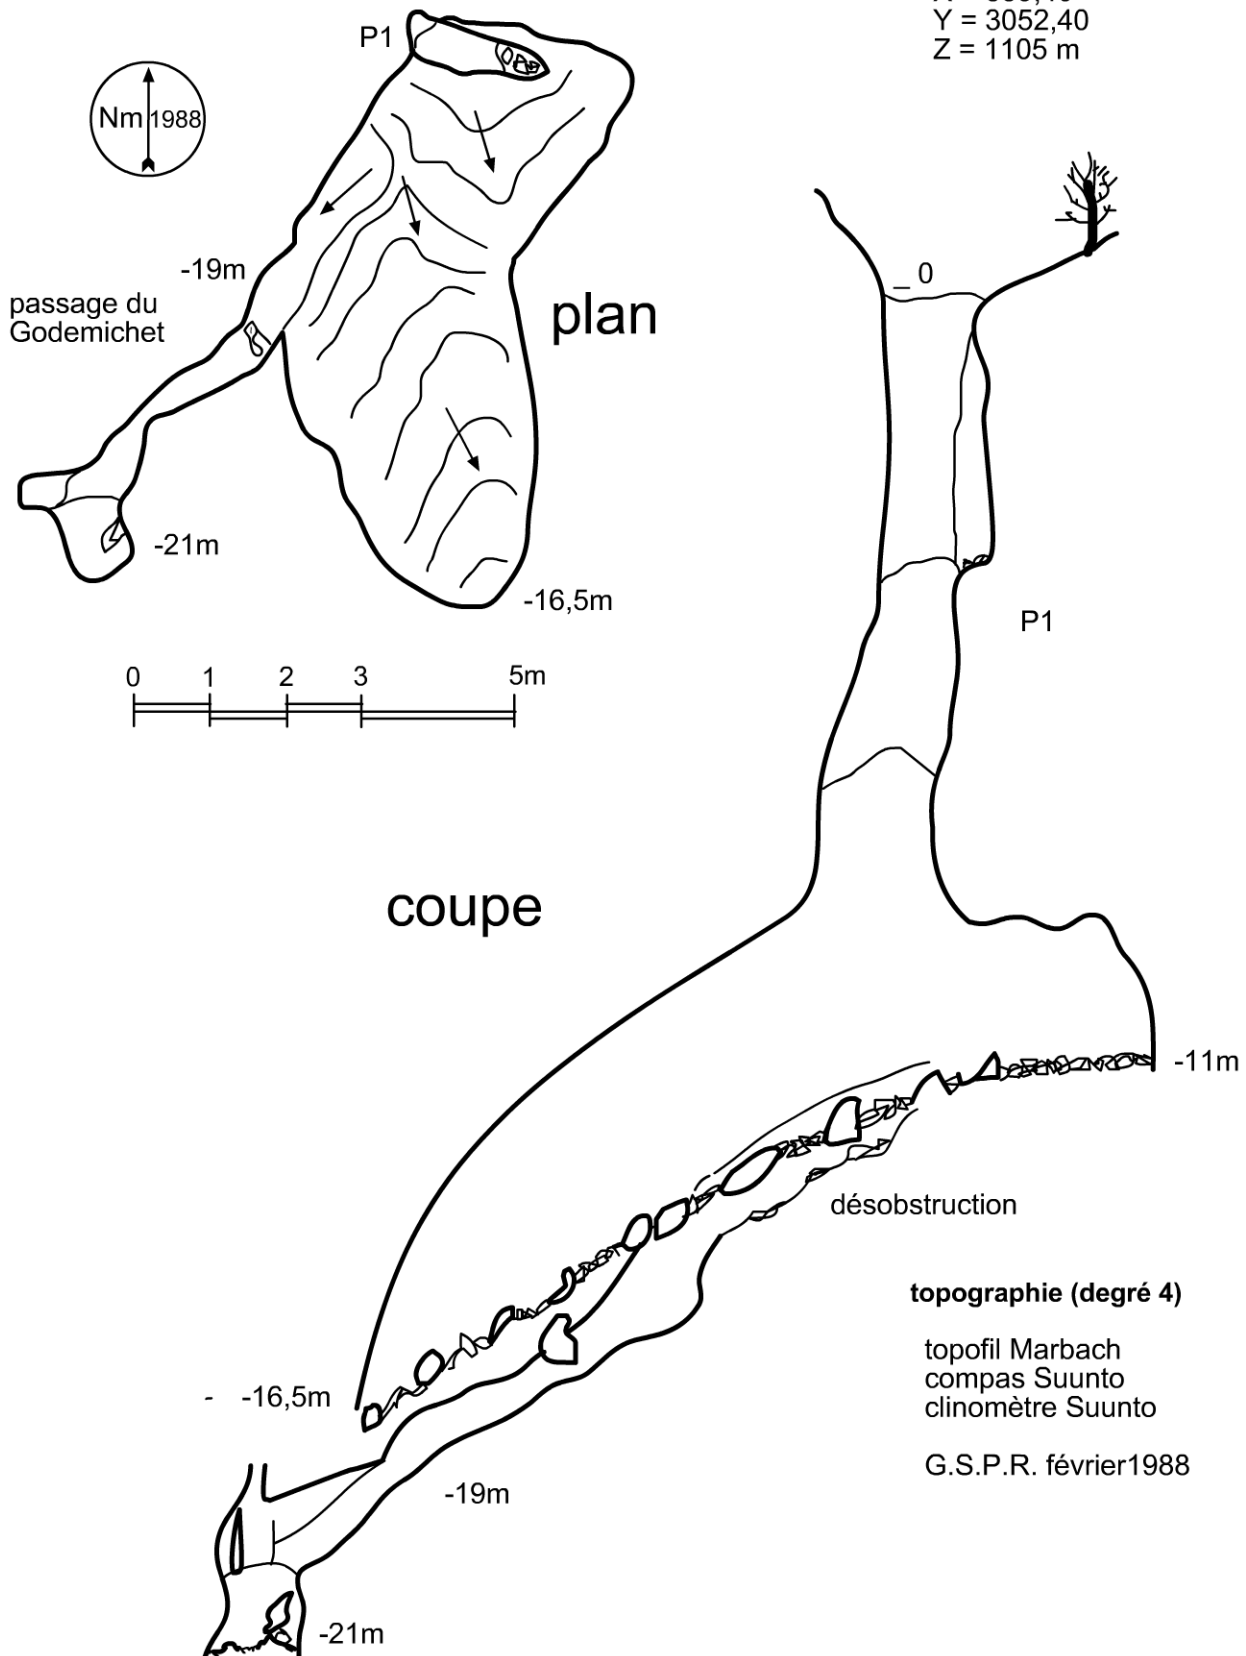 Y = 3052,40
Z = 1105 m
P1
Nm 1988
-19m
passage du
Godemichet
plan
-21m
-16,5m
0 1 2 3 5m
_ 0
P1
coupe
-11m
désobstruction
topographie (degré 4)
topofil Marbach
compas Suunto
clinomètre Suunto
G.S.P.R. février1988
- -16,5m
-19m
-21m